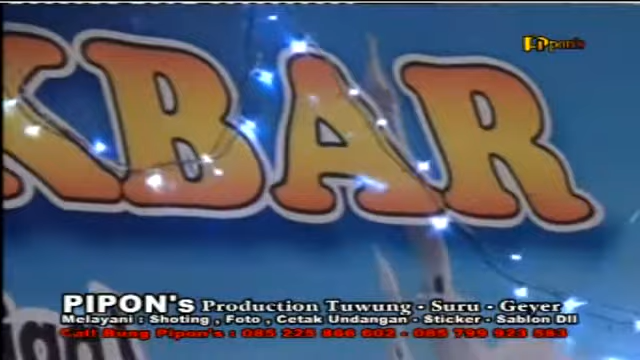 Pipon's
KBAR
PIPON's Production Tuwung - Suru - Geyer
Melayani : Shoting , Foto , Cetak Undangan - Sticker - Sablon Dll
Call Bung Pipon's : 085 225 866 602 - 085 799 923 583